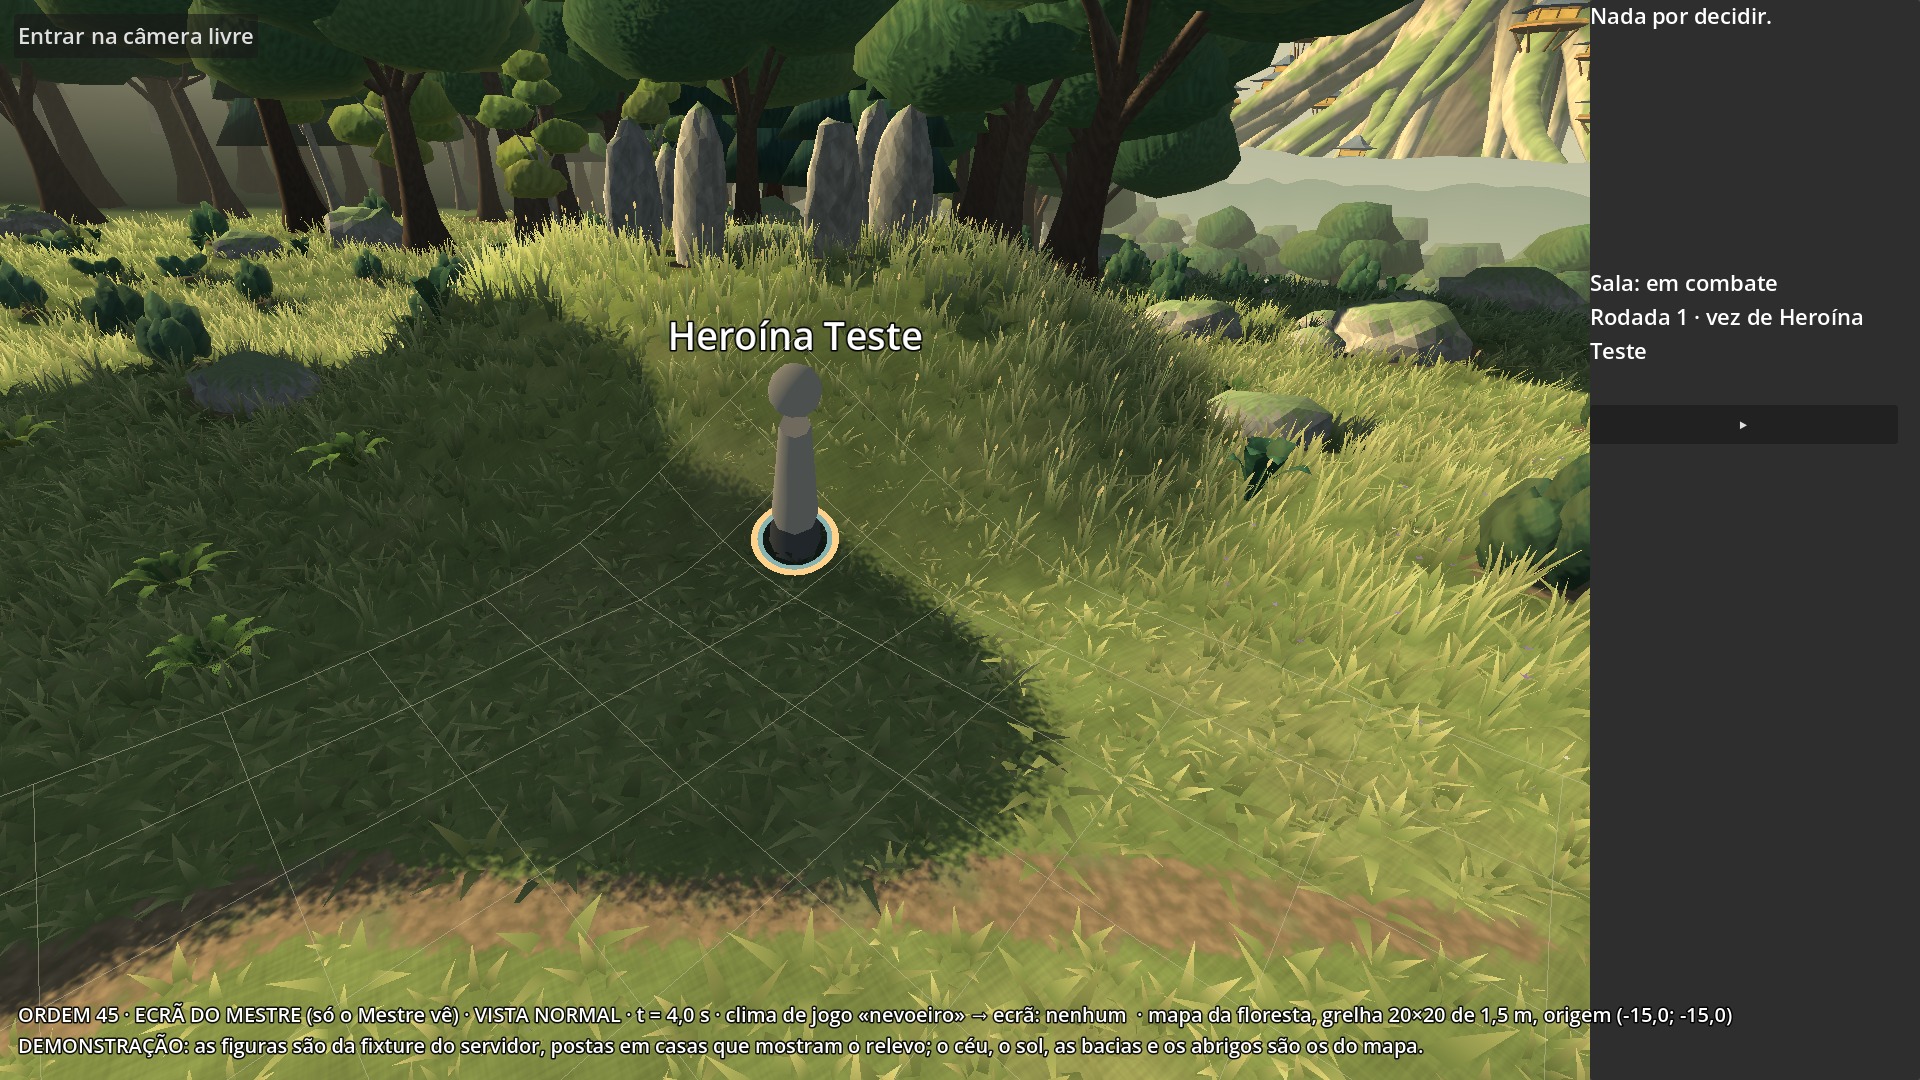 Entrar na câmera livre
Nada por decidir.
Heroína Teste
Sala: em combate
Rodada 1 · vez de Heroína
Teste
ORDEM 45 · ECRÃ DO MESTRE (só o Mestre vê) · VISTA NORMAL · t = 4,0 s · clima de jogo «nevoeiro» → ecrã: nenhum · mapa da floresta, grelha 20×20 de 1,5 m, origem (-15,0; -15,0)
DEMONSTRAÇÃO: as figuras são da fixture do servidor, postas em casas que mostram o relevo; o céu, o sol, as bacias e os abrigos são os do mapa.